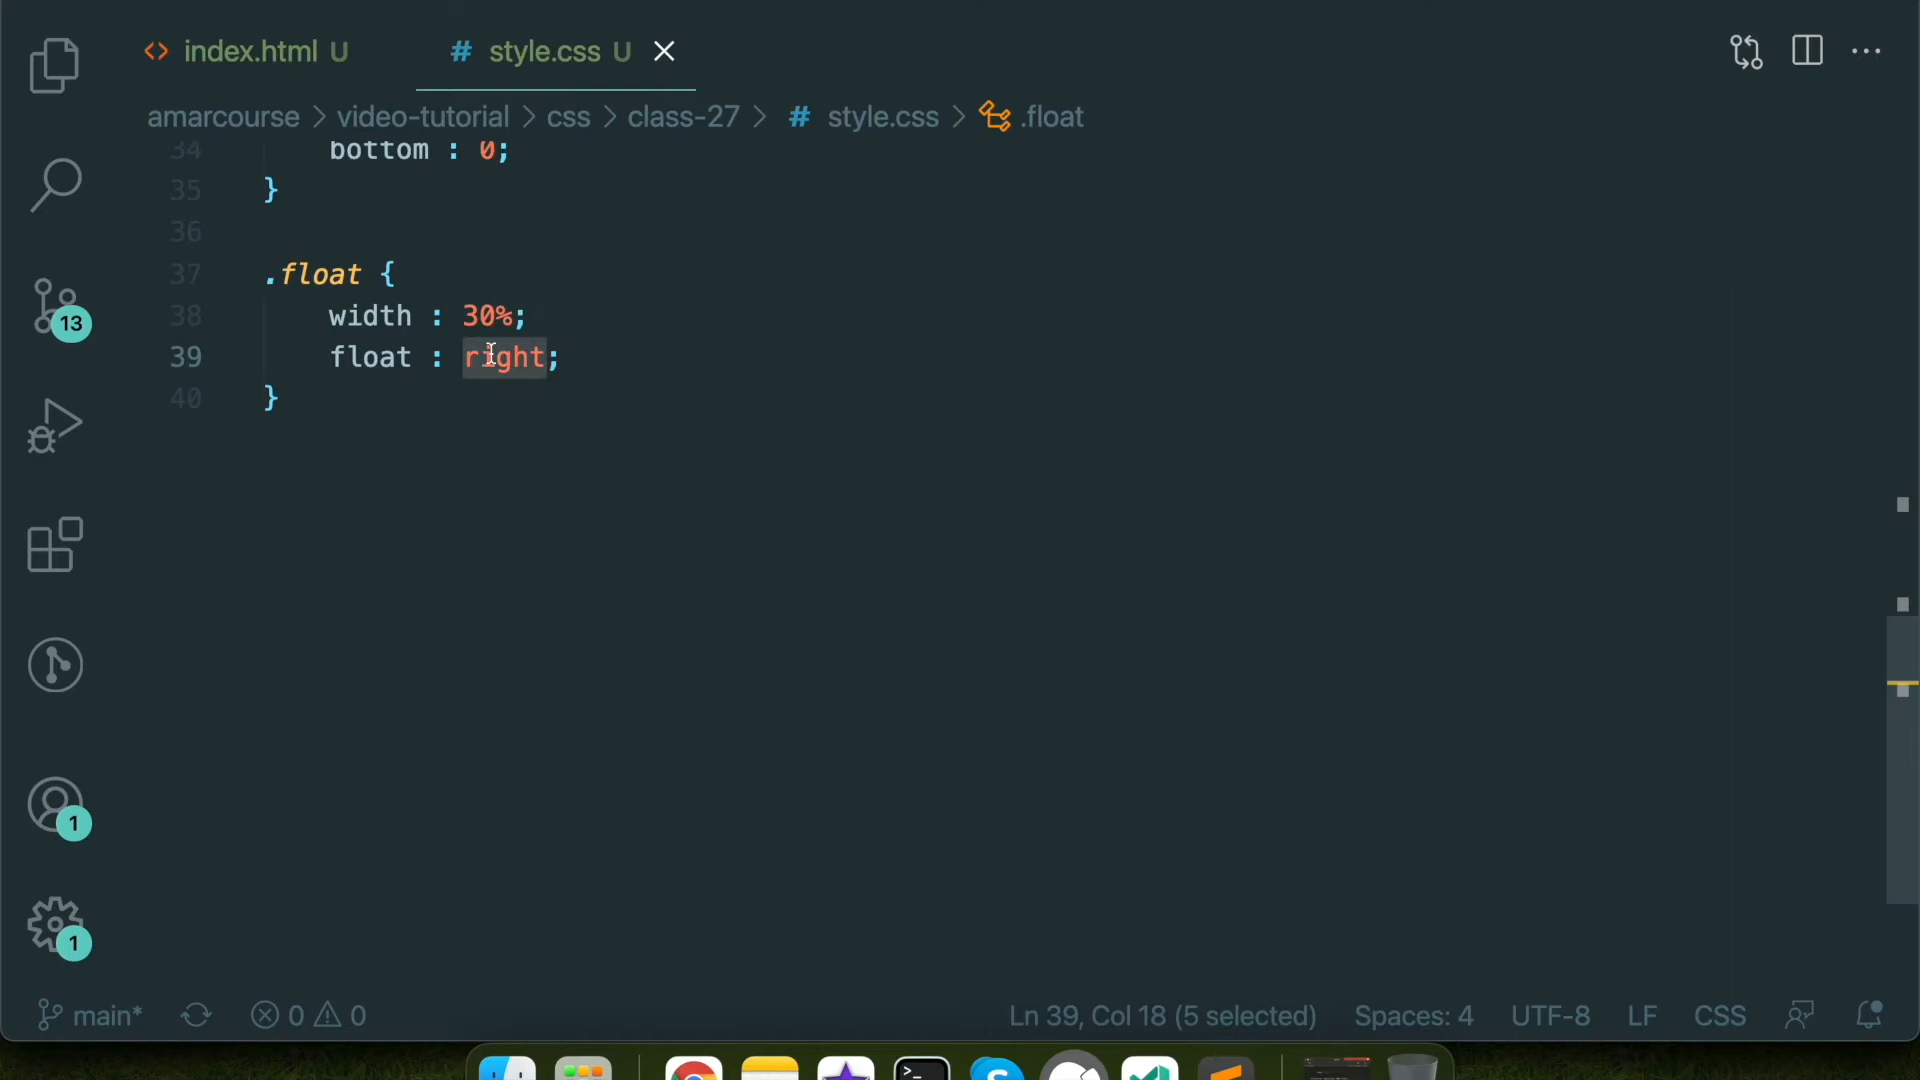 index.html U
# style.css U
amarcourse > video-tutorial > css > class-27 > # style.css > .float
34 bottom : 0;
35 }
36
37 .float {
38 width : 30%;
39 float : right;
40 }
13
1
1
main* 0 0 Ln 39, Col 18 (5 selected) Spaces: 4 UTF-8 LF CSS